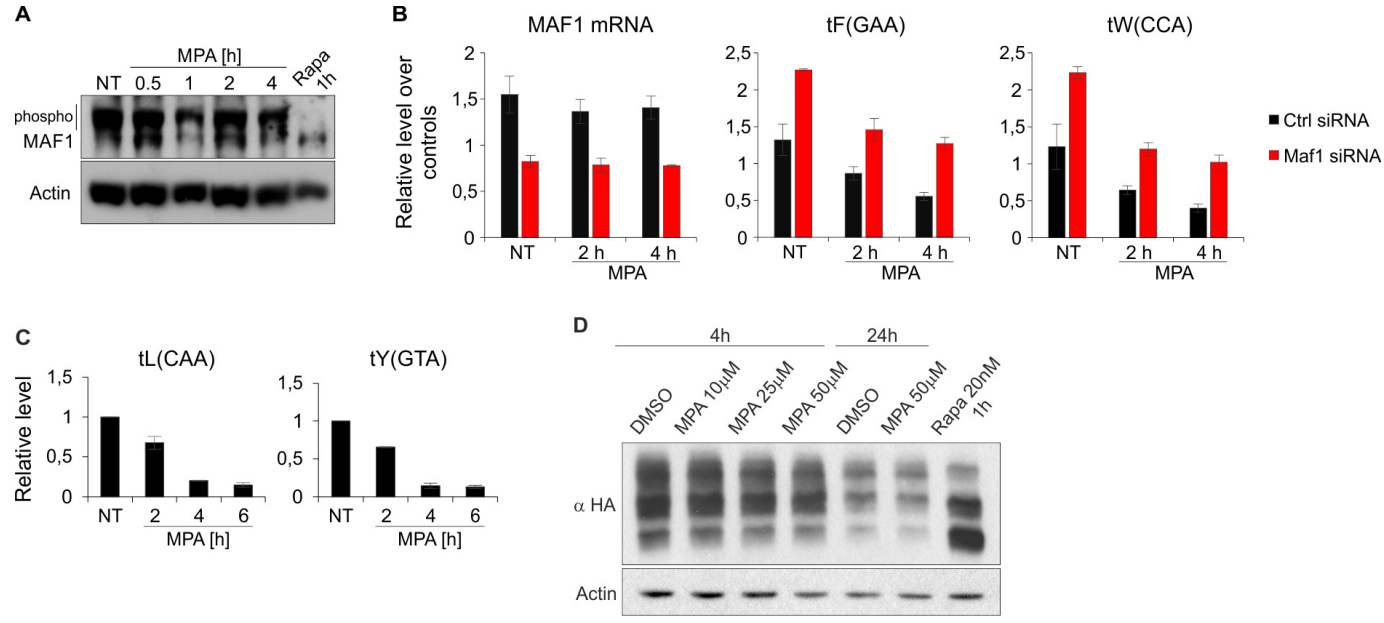 A
MPA [h]
NT 0.5 1 2 4 Rapa 1h
phospho
MAF1
Actin
B
MAF1 mRNA
tF(GAA)
tW(CCA)
Relative level over controls
2
1,5
1
0,5
0
NT 2 h 4 h
MPA
2,5
2
1,5
1
0,5
0
NT 2 h 4 h
MPA
2,5
2
1,5
1
0,5
0
NT 2 h 4 h
MPA
Ctrl siRNA
Maf1 siRNA
C
tL(CAA)
tY(GTA)
Relative level
1,5
1
0,5
0
NT 2 4 6
MPA [h]
1,5
1
0,5
0
NT 2 4 6
MPA [h]
D
4h 24h
DMSO
MPA 10µM
MPA 25µM
MPA 50µM
DMSO
MPA 50µM
Rapa 20nM
1h
α HA
Actin